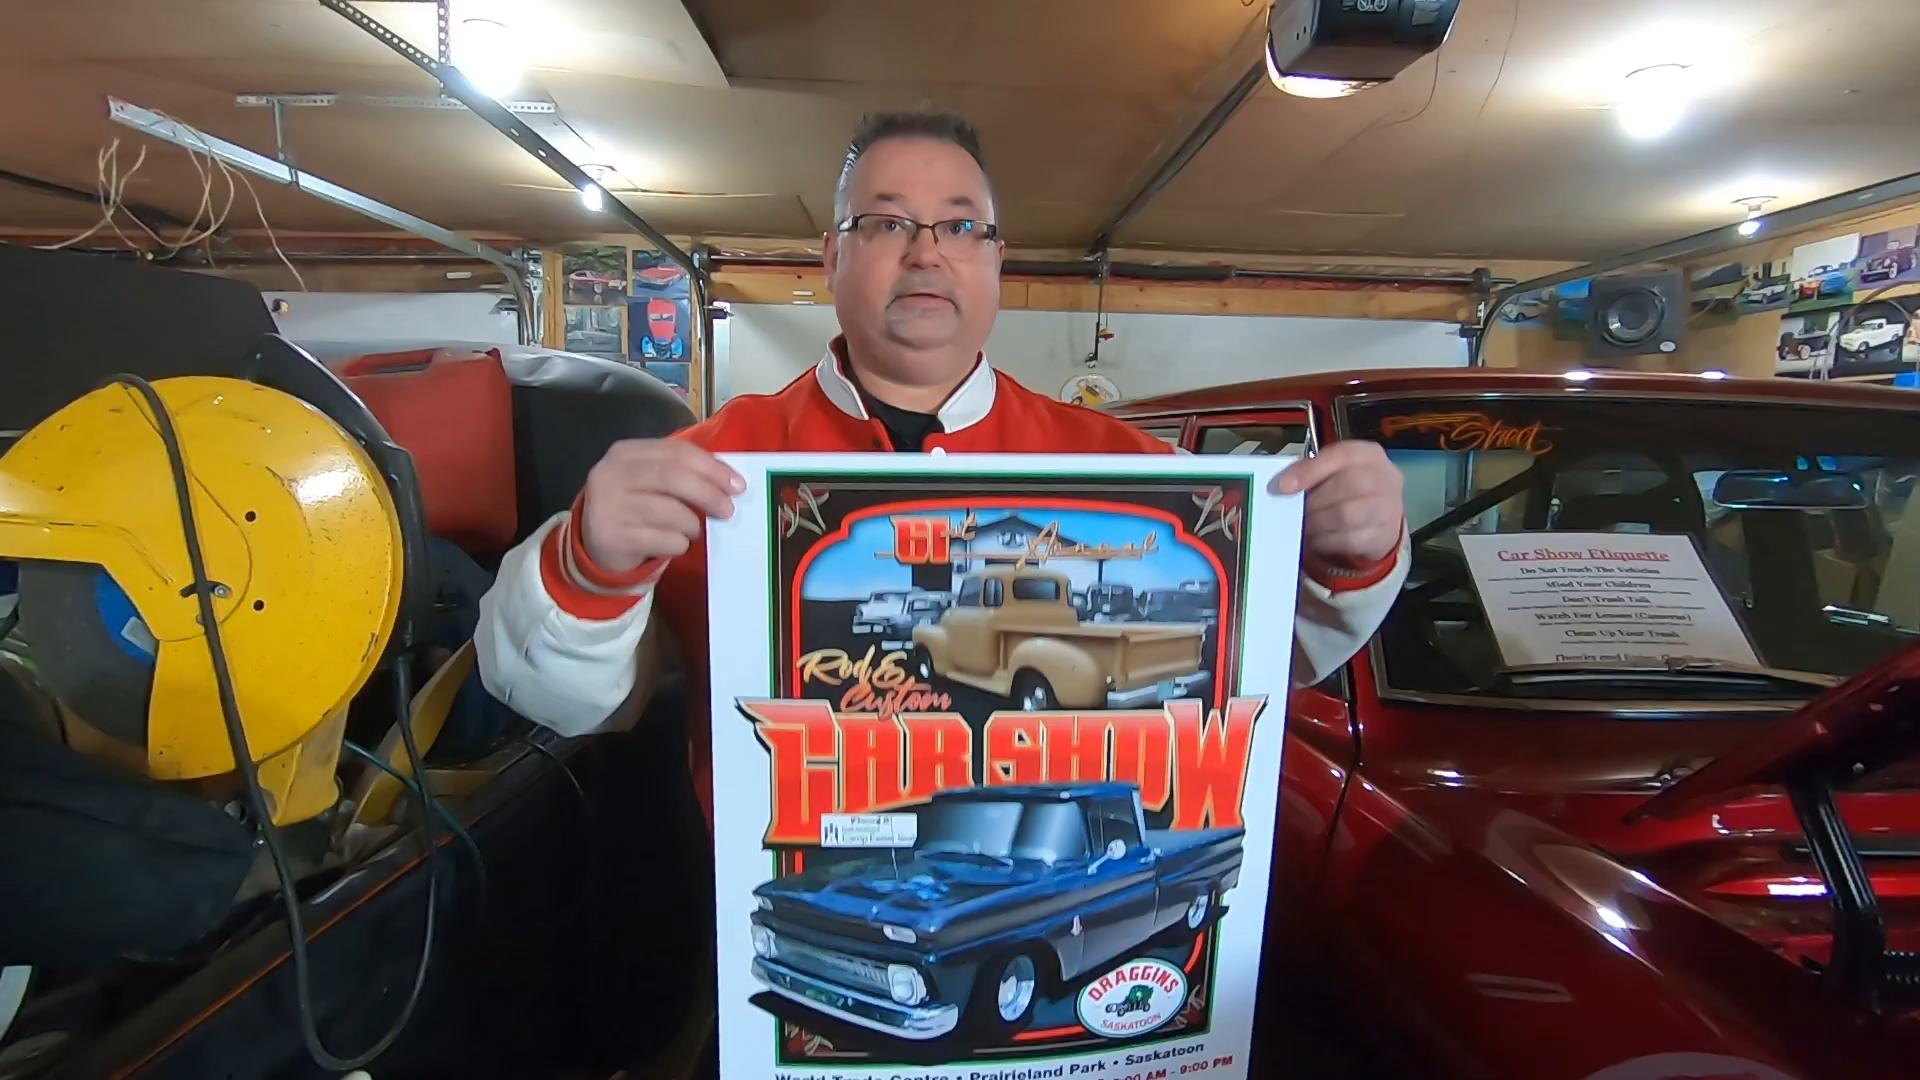 61st Annual
Rod &
Custom
CAR SHOW
DRAGGINS
SASKATOON
World Trade Centre • Prairieland Park • Saskatoon
AM - 9:00 PM
Street
Car Show Etiquette
Do Not Touch The Vehicles
Mind Your Children
Don't Trash Talk
Watch For Lenses (Cameras)
Clean Up Your Trash